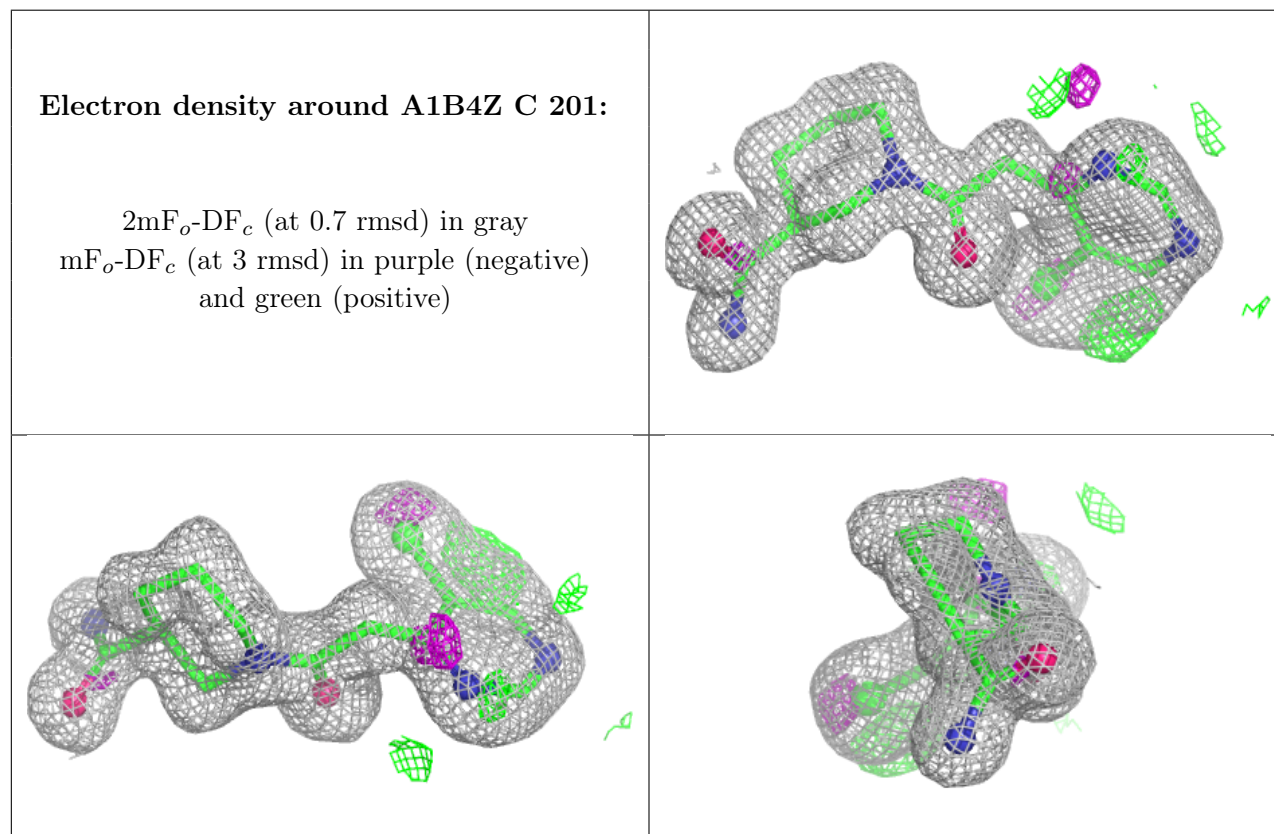 Electron density around A1B4Z C 201:
2mFo-DFc (at 0.7 rmsd) in gray
mFo-DFc (at 3 rmsd) in purple (negative)
and green (positive)